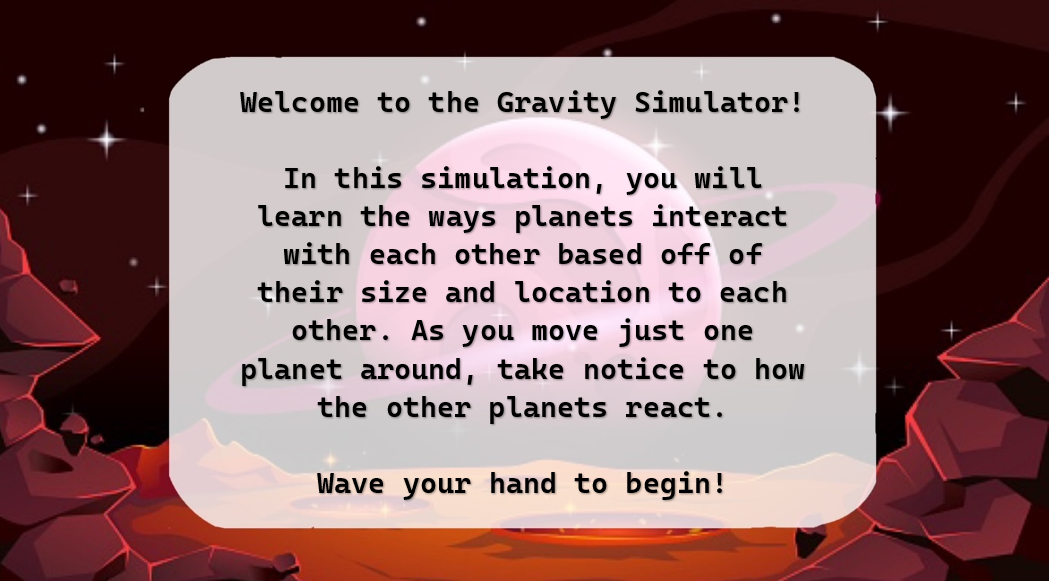 Welcome to the Gravity Simulator!
In this simulation, you will
learn the ways planets interact
with each other based off of
their size and location to each
other. As you move just one
planet around, take notice to how
the other planets react.
Wave your hand to begin!